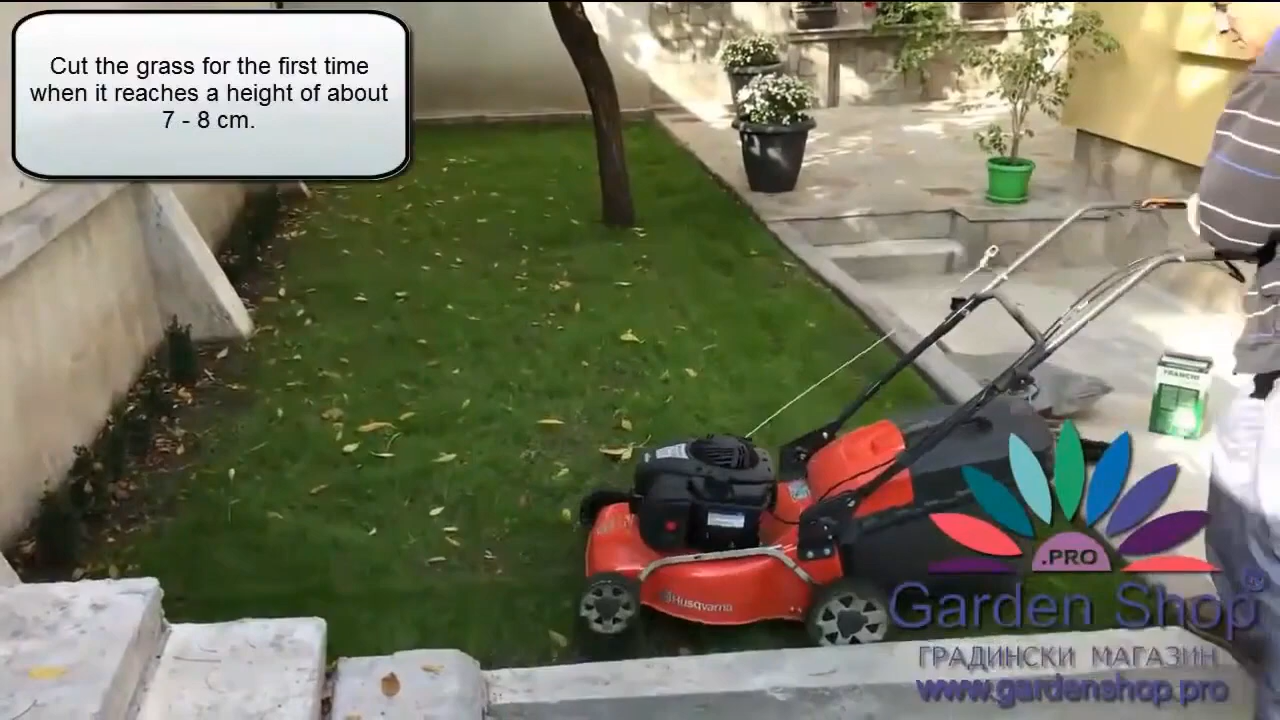 Cut the grass for the first time
when it reaches a height of about
7 - 8 cm.
FRANCHI
Husqvarna
.PRO
Garden Shop
ГРАДИНСКИ МАГАЗИН
www.gardenshop.pro